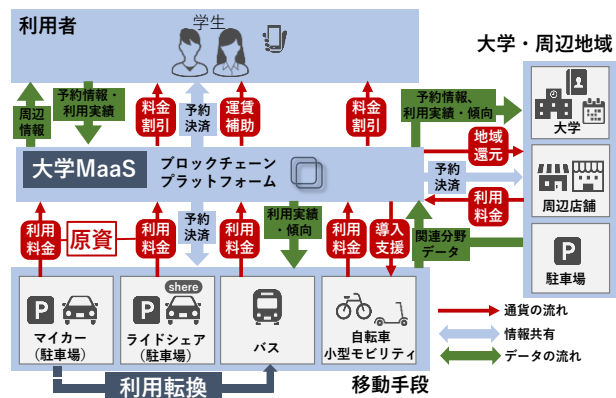 利用者
学生
大学・周辺地域
周辺
情報
予約情報・
利用実績
料金
割引
予約
決済
運賃
補助
料金
割引
予約情報、
利用実績・傾向
大学
地域
還元
大学MaaS
ブロックチェーン
プラットフォーム
予約
決済
周辺店舗
利用
料金
利用
料金
原資
利用
料金
予約
決済
利用
料金
利用実績
・傾向
利用
料金
導入
支援
関連分野
データ
P
駐車場
P
マイカー
（駐車場）
shere
P
ライドシェア
（駐車場）
バス
自転車
小型モビリティ
通貨の流れ
情報共有
データの流れ
利用転換
移動手段